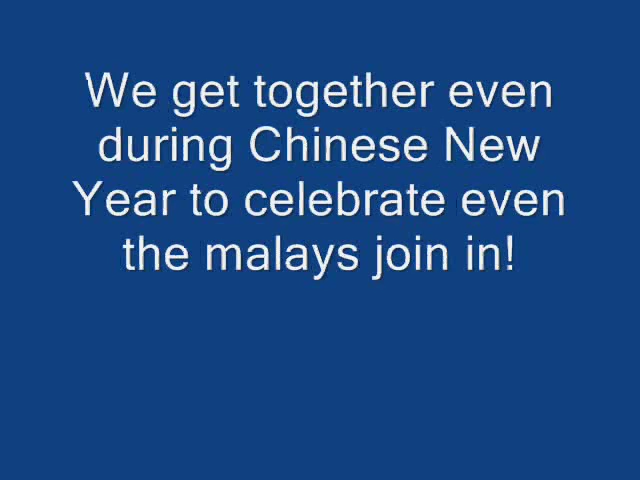 We get together even
during Chinese New
Year to celebrate even
the malays join in!